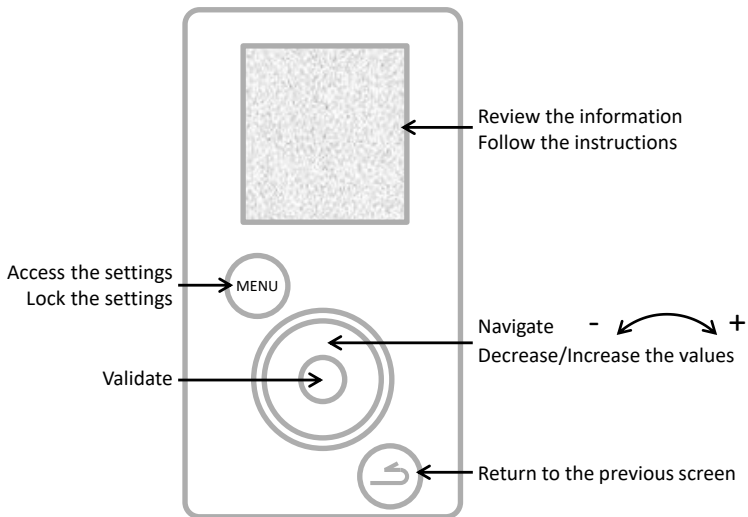 Review the information
Follow the instructions
Access the settings
Lock the settings
MENU
Navigate - +
Decrease/Increase the values
Validate
Return to the previous screen